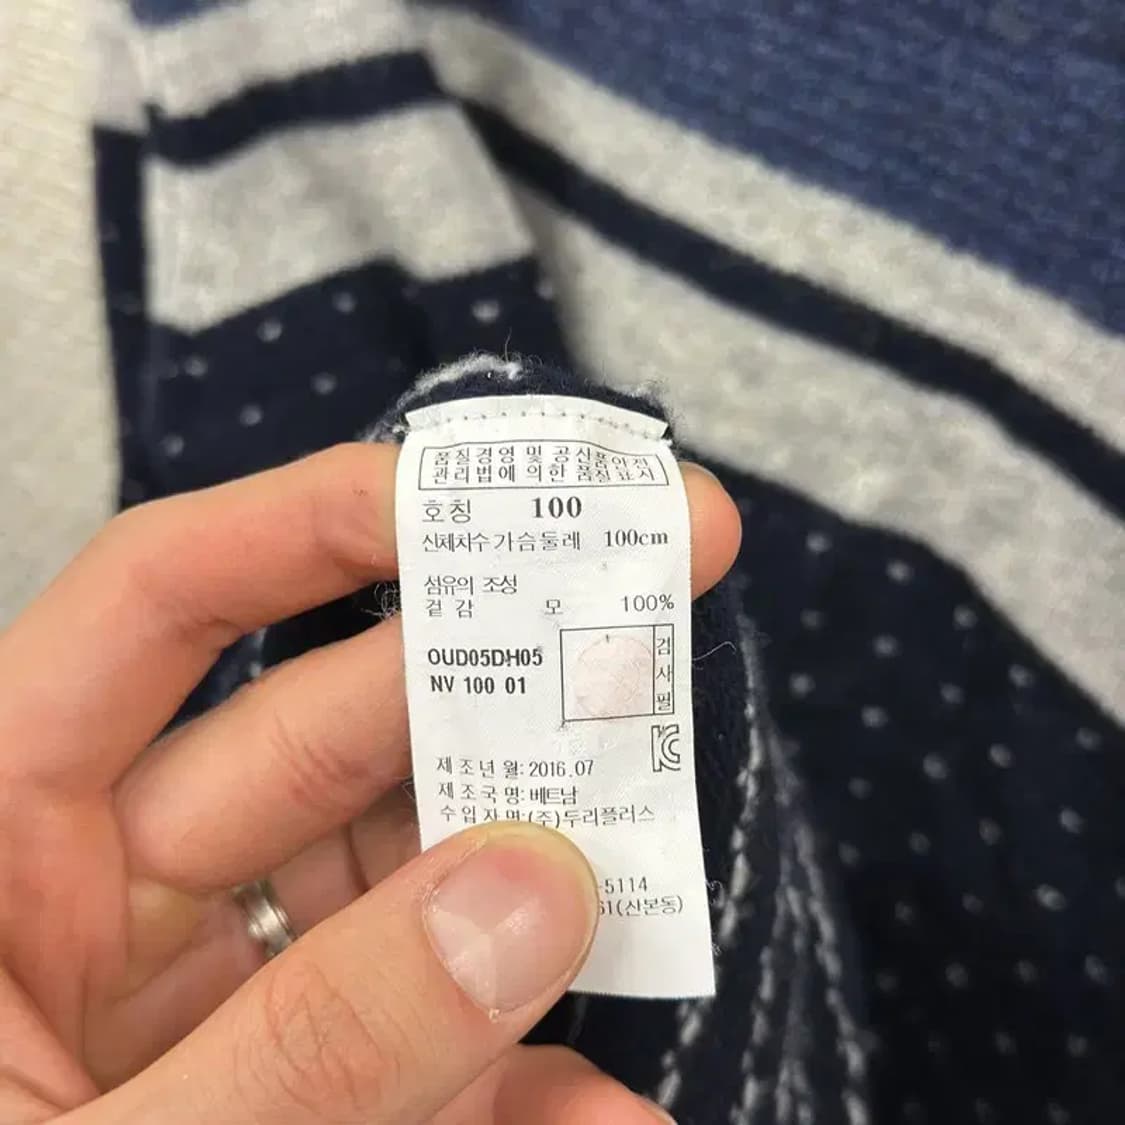 품질경영 및 공산품안전
관리법에 의한 품질표시
호칭 100
신체치수 가슴둘레 100cm
섬유의 조성
겉감 모 100%
OUD05DH05
NV 100 01
검사필
제조년월: 2016.07
제조국명: 베트남
수입자명:(주)두리플러스
-5114
61(산본동)